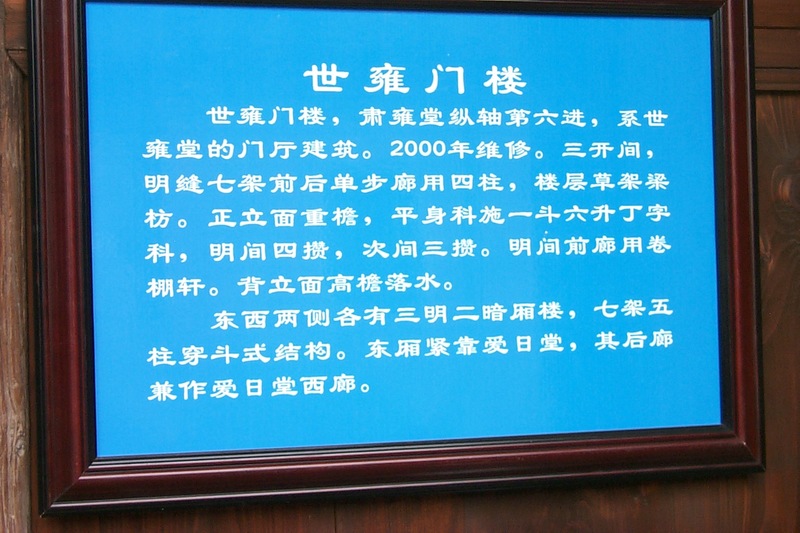 世雍门楼
世雍门楼，肃雍堂纵轴第六进，系世
雍堂的门厅建筑。2000年维修。三开间，
明缝七架前后单步廊用四柱，楼层草架梁
枋。正立面重檐，平身科施一斗六升丁字
科，明间四攒，次间三攒。明间前廊用卷
棚轩。背立面高檐落水。
东西两侧各有三明二暗厢楼，七架五
柱穿斗式结构。东厢紧靠爱日堂，其后廊
兼作爱日堂西廊。